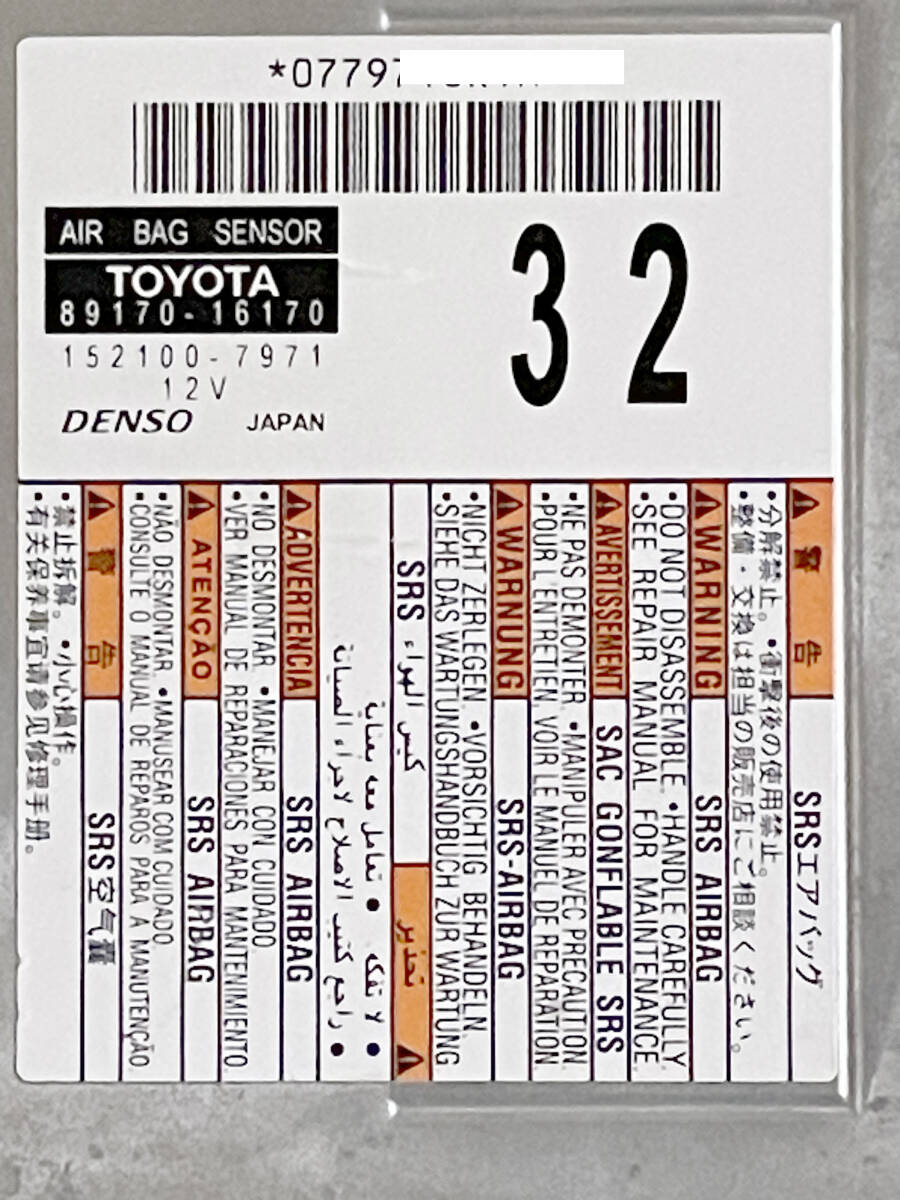 *07797
AIR BAG SENSOR
TOYOTA
89170-16170
152100-7971
12V
DENSO JAPAN
32
警告 SRSエアバッグ
•分解禁止。 •衝撃後の使用禁止。
•整備・交換は担当の販売店にご相談ください。
WARNING SRS AIRBAG
•DO NOT DISASSEMBLE. •HANDLE CAREFULLY.
•SEE REPAIR MANUAL FOR MAINTENANCE.
AVERTISSEMENT SAC GONFLABLE SRS
•NE PAS DEMONTER. •MANIPULER AVEC PRECAUTION.
•POUR L'ENTRETIEN, VOIR LE MANUEL DE REPARATION.
WARNUNG SRS-AIRBAG
•NICHT ZERLEGEN. •VORSICHTIG BEHANDELN.
•SIEHE DAS WARTUNGSHANDBUCH ZUR WARTUNG
تحذير كيس الهواء SRS
• لا تفكه • تعامل معه بعناية
• راجع كتيب الاصلاح لاجراء الصيانة
ADVERTENCIA SRS AIRBAG
•NO DESMONTAR. •MANEJAR CON CUIDADO.
•VER MANUAL DE REPARACIONES PARA MANTENIMIENTO.
ATENÇÃO SRS AIRBAG
•NÃO DESMONTAR. •MANUSEAR COM CUIDADO.
•CONSULTE O MANUAL DE REPAROS PARA A MANUTENÇÃO.
警告 SRS空气囊
•禁止拆解。 •小心操作。
•有关保养事宜请参见修理手册。